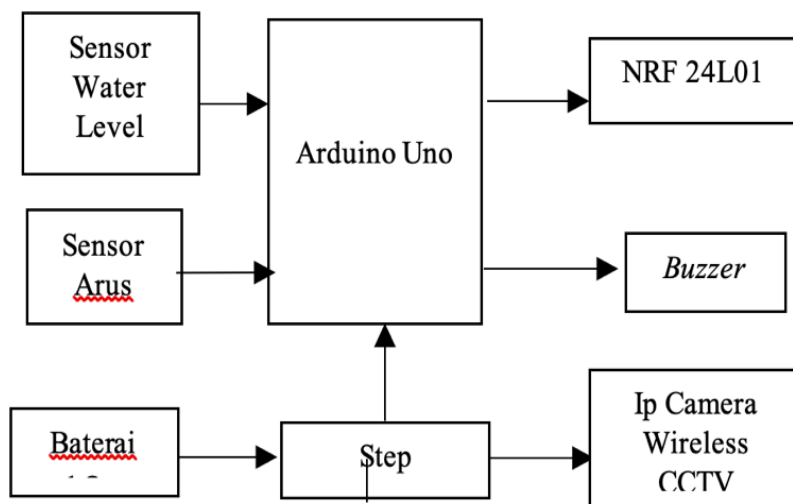 Sensor
Water
Level
Arduino Uno
NRF 24L01
Sensor
Arus
Buzzer
Baterai
Step
Ip Camera
Wireless
CCTV